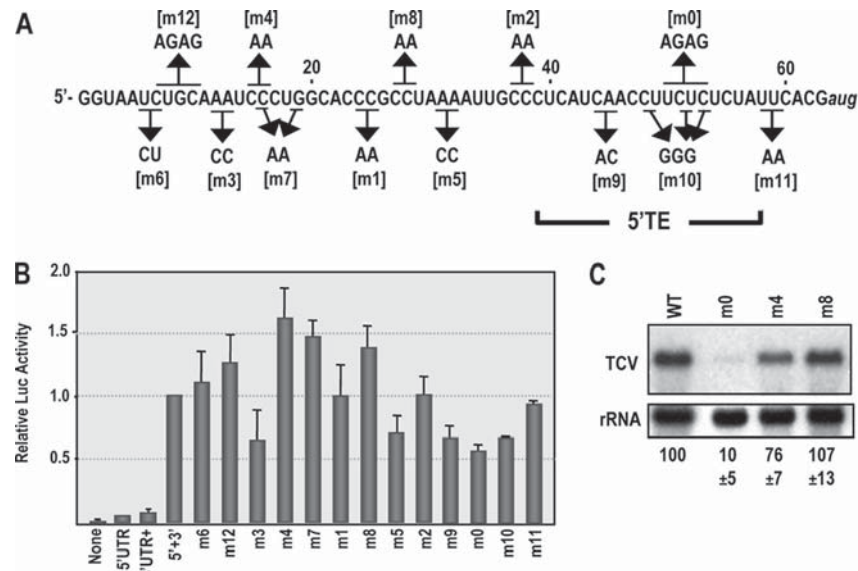 A
[m12] [m4] [m8] [m2] [m0]
AGAG AA AA AA AGAG
20 40 60
5'- GGUAAUCUGCAAAUCCCUGGCACCCGCCUAAAAUUGCCCUCAUCAACCUUCUCUCUAUUCACGaug
CU CC AA AA CC AC GGG AA
[m6] [m3] [m7] [m1] [m5] [m9] [m10] [m11]
5'TE
B
2.0
1.5
1.0
0.5
Relative Luc Activity
None 5'UTR 'UTR+ 5'+3' m6 m12 m3 m4 m7 m1 m8 m5 m2 m9 m0 m10 m11
C
WT m0 m4 m8
TCV
rRNA
100 10 76 107
±5 ±7 ±13